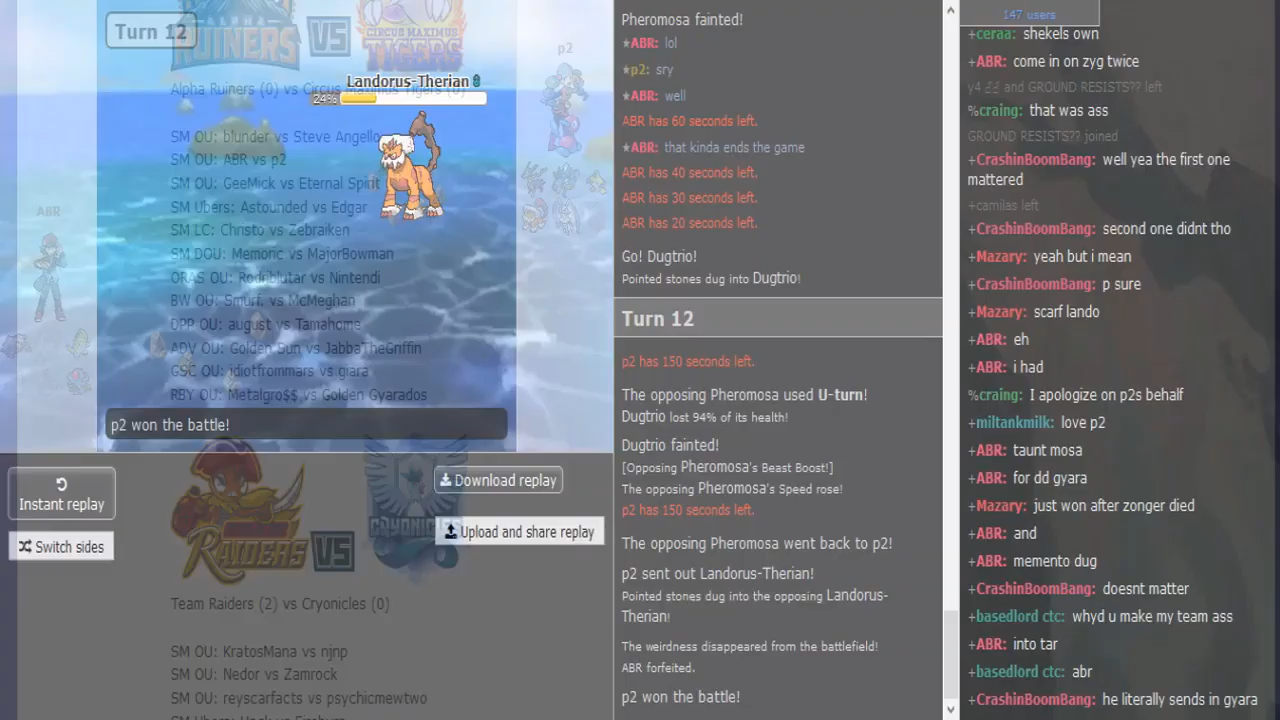 Turn 12
RUINERS
VS
CIRCUS MAXIMUS
TIGERS
p2
Landorus-Therian
Alpha Ruiners (0) vs Circus Maximus Tigers (0)
24%
SM OU: blunder vs Steve Angello
SM OU: ABR vs p2
SM OU: GeeMick vs Eternal Spirit
SM Ubers: Astounded vs Edgar
ABR
SM LC: Chnsto vs Zebraiken
SM DOU: Memoric vs MajorBowman
ORAS OU: Rodriblutar vs Nintendi
BW OU: Smurf. vs McMeghan
DPP OU: august vs Tamahome
ADV OU: Golden Sun vs JabbaTheGriffin
GSC OU: idiotfrommars vs giara
RBY OU: Metalgro$$ vs Golden Gyarados
p2 won the battle!
Instant replay
Download replay
Upload and share replay
Switch sides
RAIDERS
VS
CRYONICLES
Team Raiders (2) vs Cryonicles (0)
SM OU: KratosMana vs njnp
SM OU: Nedor vs Zamrock
SM OU: reyscarfacts vs psychicmewtwo
Pheromosa fainted!
★ABR: lol
★p2: sry
★ABR: well
ABR has 60 seconds left.
★ABR: that kinda ends the game
ABR has 40 seconds left.
ABR has 30 seconds left.
ABR has 20 seconds left.
Go! Dugtrio!
Pointed stones dug into Dugtrio!
Turn 12
p2 has 150 seconds left.
The opposing Pheromosa used U-turn!
Dugtrio lost 94% of its health!
Dugtrio fainted!
[Opposing Pheromosa's Beast Boost!]
The opposing Pheromosa's Speed rose!
p2 has 150 seconds left.
The opposing Pheromosa went back to p2!
p2 sent out Landorus-Therian!
Pointed stones dug into the opposing Landorus-
Therian!
The weirdness disappeared from the battlefield!
ABR forfeited.
p2 won the battle!
147 users
+ceraa: shekels own
+ABR: come in on zyg twice
and GROUND RESISTS?? left
%craing: that was ass
GROUND RESISTS?? joined
+CrashinBoomBang: well yea the first one
mattered
+camilas left
+CrashinBoomBang: second one didnt tho
+Mazary: yeah but i mean
+CrashinBoomBang: p sure
+Mazary: scarf lando
+ABR: eh
+ABR: i had
%craing: I apologize on p2s behalf
+miltankmilk: love p2
+ABR: taunt mosa
+ABR: for dd gyara
+Mazary: just won after zonger died
+ABR: and
+ABR: memento dug
+CrashinBoomBang: doesnt matter
+basedlord ctc: whyd u make my team ass
+ABR: into tar
+basedlord ctc: abr
+CrashinBoomBang: he literally sends in gyara